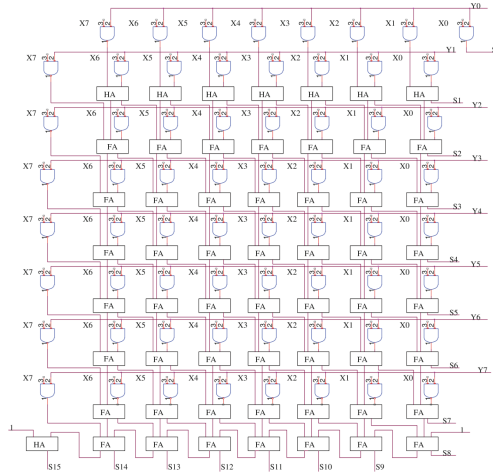 Y0
X7 X6 X5 X4 X3 X2 X1 X0
Y1
X7 X6 X5 X4 X3 X2 X1 X0
HA HA HA HA HA HA HA
S1
Y2
X7 X6 X5 X4 X3 X2 X1 X0
FA FA FA FA FA FA FA
S2
Y3
X7 X6 X5 X4 X3 X2 X1 X0
FA FA FA FA FA FA FA
S3
Y4
X7 X6 X5 X4 X3 X2 X1 X0
FA FA FA FA FA FA FA
S4
Y5
X7 X6 X5 X4 X3 X2 X1 X0
FA FA FA FA FA FA FA
S5
Y6
X7 X6 X5 X4 X3 X2 X1 X0
FA FA FA FA FA FA FA
S6
Y7
X7 X6 X5 X4 X3 X2 X1 X0
FA FA FA FA FA FA FA
S7
1 1
HA FA FA FA FA FA FA FA
S8
S15 S14 S13 S12 S11 S10 S9